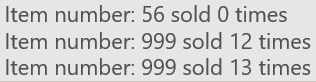 Item number: 56 sold 0 times
Item number: 999 sold 12 times
Item number: 999 sold 13 times